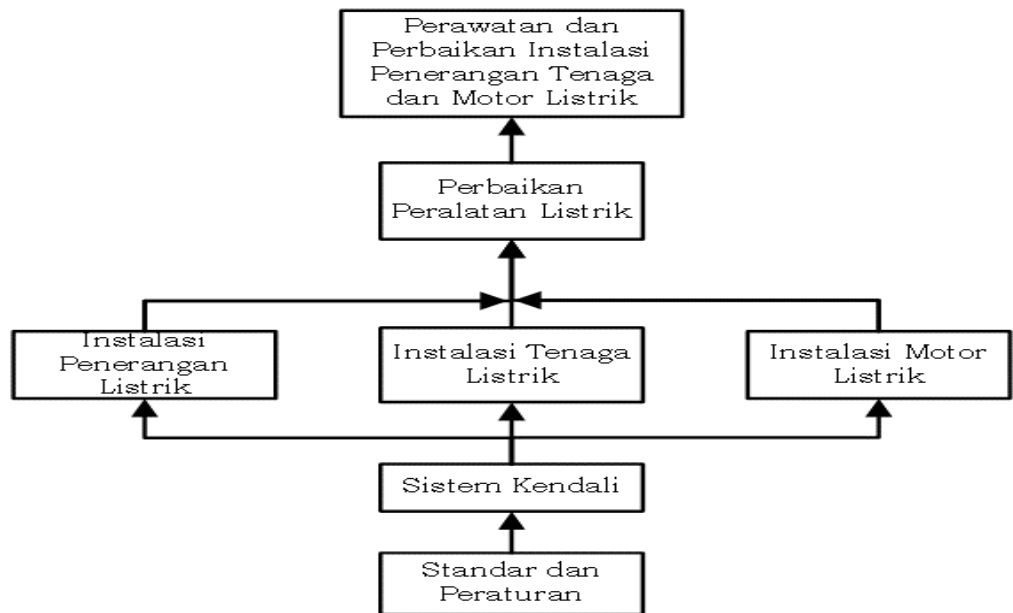 Perawatan dan
Perbaikan Instalasi
Penerangan Tenaga
dan Motor Listrik
Perbaikan
Peralatan Listrik
Instalasi
Penerangan
Listrik
Instalasi Tenaga
Listrik
Instalasi Motor
Listrik
Sistem Kendali
Standar dan
Peraturan